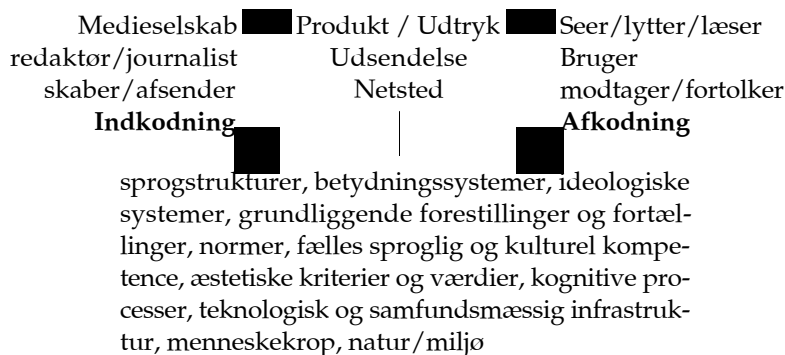 Medieselskab Produkt / Udtryk Seer/lytter/læser
redaktør/journalist Udsendelse Bruger
skaber/afsender Netsted modtager/fortolker
Indkodning Afkodning
sprogstrukturer, betydningssystemer, ideologiske
systemer, grundliggende forestillinger og fortæl-
linger, normer, fælles sproglig og kulturel kompe-
tence, æstetiske kriterier og værdier, kognitive pro-
cesser, teknologisk og samfundsmæssig infrastruk-
tur, menneskekrop, natur/miljø